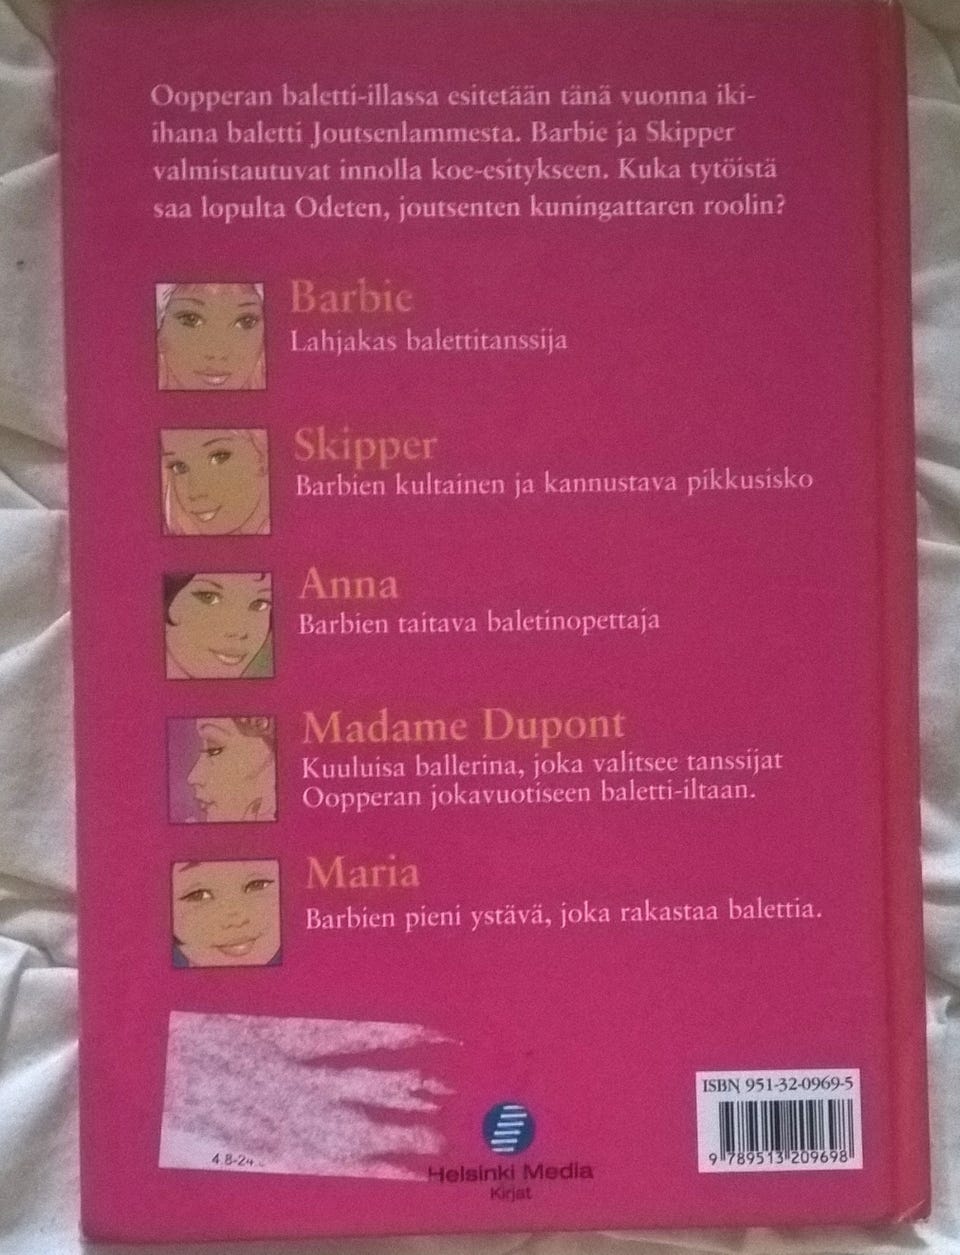 Oopperan baletti-illassa esitetään tänä vuonna iki-
ihana baletti Joutsenlammesta. Barbie ja Skipper
valmistautuvat innolla koe-esitykseen. Kuka tytöistä
saa lopulta Odeten, joutsenten kuningattaren roolin?
Barbie
Lahjakas balettitanssija
Skipper
Barbien kultainen ja kannustava pikkusisko
Anna
Barbien taitava baletinopettaja
Madame Dupont
Kuuluisa ballerina, joka valitsee tanssijat
Oopperan jokavuotiseen baletti-iltaan.
Maria
Barbien pieni ystävä, joka rakastaa balettia.
4.8-24
Helsinki Media
Kirjat
ISBN 951-32-0969-5
9 789513 209698